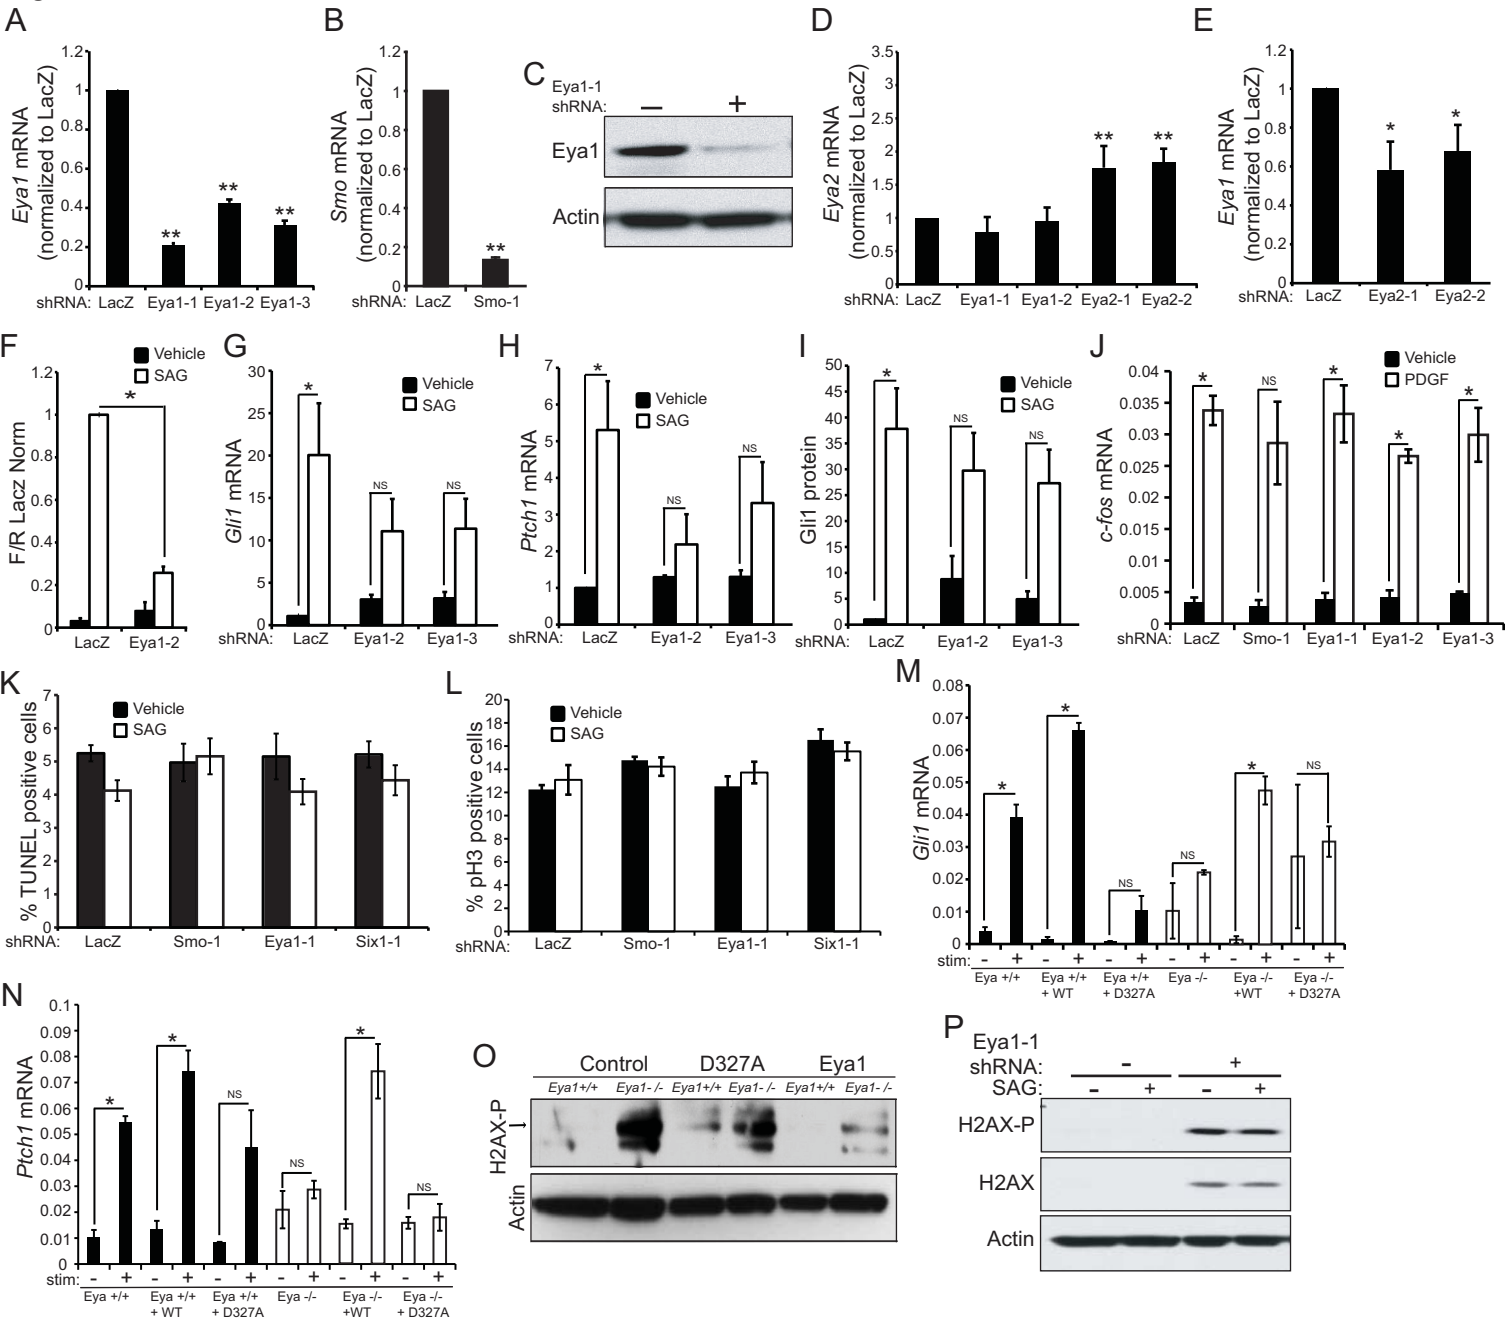 A
Eya1 mRNA
(normalized to LacZ)
1.2
1
0.8
0.6
0.4
0.2
0
**
**
**
shRNA: LacZ Eya1-1 Eya1-2 Eya1-3
B
Smo mRNA
(normalized to LacZ)
1.2
1
0.8
0.6
0.4
0.2
0
**
shRNA: LacZ Smo-1
C
Eya1-1
shRNA: — +
Eya1
Actin
D
Eya2 mRNA
(normalized to LacZ)
3.5
3
2.5
2
1.5
1
0.5
0
**
**
shRNA: LacZ Eya1-1 Eya1-2 Eya2-1 Eya2-2
E
Eya1 mRNA
(normalized to LacZ)
1.2
1
0.8
0.6
0.4
0.2
0
*
*
shRNA: LacZ Eya2-1 Eya2-2
F
Vehicle
SAG
F/R Lacz Norm
1.2
1
0.8
0.6
0.4
0.2
0
*
LacZ Eya1-2
G
Vehicle
SAG
Gli1 mRNA
30
25
20
15
10
5
0
*
NS
NS
shRNA: LacZ Eya1-2 Eya1-3
H
Vehicle
SAG
Ptch1 mRNA
7
6
5
4
3
2
1
0
*
NS
NS
shRNA: LacZ Eya1-2 Eya1-3
I
Vehicle
SAG
Gli1 protein
50
45
40
35
30
25
20
15
10
5
0
*
NS
NS
shRNA: LacZ Eya1-2 Eya1-3
J
Vehicle
PDGF
c-fos mRNA
0.04
0.035
0.03
0.025
0.02
0.015
0.01
0.005
0
*
NS
*
*
*
shRNA: LacZ Smo-1 Eya1-1 Eya1-2 Eya1-3
K
Vehicle
SAG
% TUNEL positive cells
7
6
5
4
3
2
1
0
shRNA: LacZ Smo-1 Eya1-1 Six1-1
L
Vehicle
SAG
% pH3 positive cells
20
18
16
14
12
10
8
6
4
2
0
shRNA: LacZ Smo-1 Eya1-1 Six1-1
M
Gli1 mRNA
0.08
0.07
0.06
0.05
0.04
0.03
0.02
0.01
0
*
*
NS
NS
*
NS
stim: - + - + - + - + - + - +
Eya +/+ Eya +/+ Eya +/+ Eya -/- Eya -/- Eya -/-
+ WT + D327A +WT + D327A
N
Ptch1 mRNA
0.1
0.09
0.08
0.07
0.06
0.05
0.04
0.03
0.02
0.01
0
*
*
NS
NS
*
NS
stim: - + - + - + - + - + - +
Eya +/+ Eya +/+ Eya +/+ Eya -/- Eya -/- Eya -/-
+ WT + D327A +WT + D327A
O
Control D327A Eya1
Eya1+/+ Eya1-/- Eya1+/+ Eya1-/- Eya1+/+ Eya1-/-
H2AX-P
Actin
P
Eya1-1
shRNA: - +
SAG: - + - +
H2AX-P
H2AX
Actin